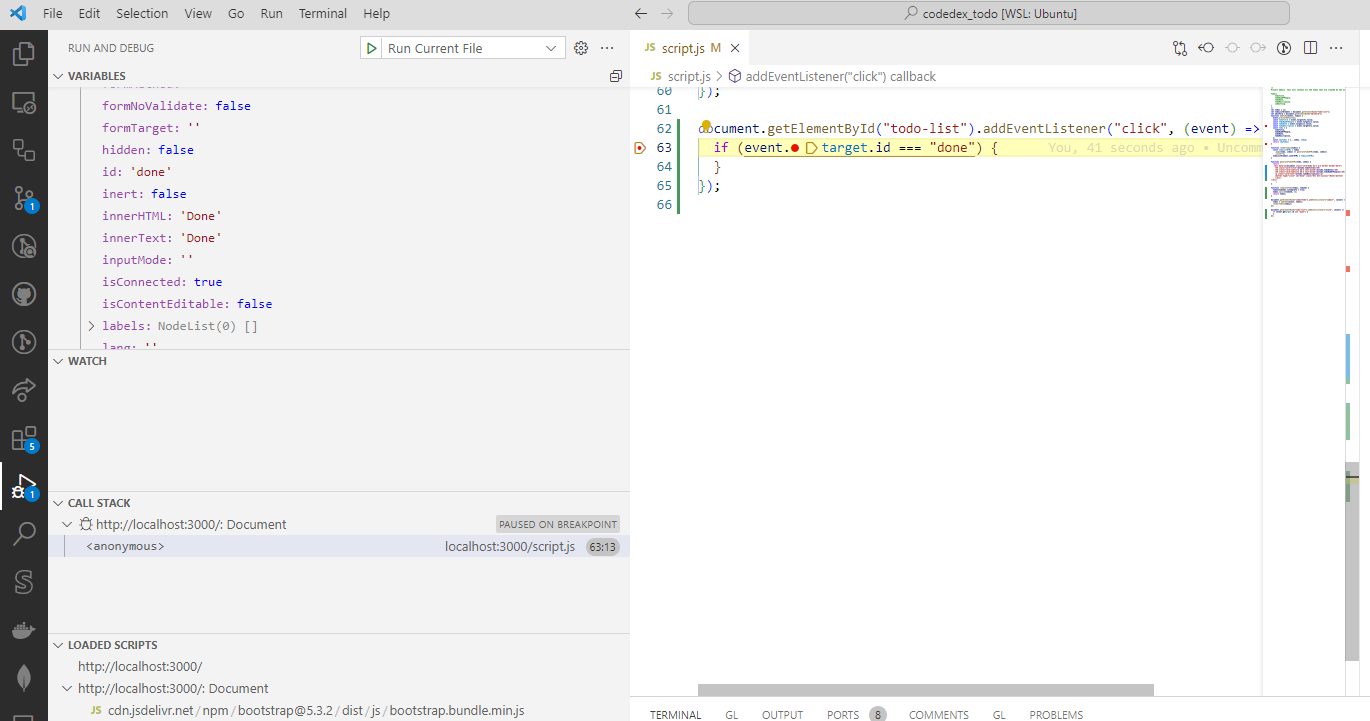 File Edit Selection View Go Run Terminal Help
codedex_todo [WSL: Ubuntu]
RUN AND DEBUG
Run Current File
VARIABLES
formNoValidate: false
formTarget: ''
hidden: false
id: 'done'
inert: false
innerHTML: 'Done'
innerText: 'Done'
inputMode: ''
isConnected: true
isContentEditable: false
labels: NodeList(0) []
lang: ''
WATCH
CALL STACK
http://localhost:3000/: Document PAUSED ON BREAKPOINT
<anonymous> localhost:3000/script.js 63:13
LOADED SCRIPTS
http://localhost:3000/
http://localhost:3000/: Document
JS cdn.jsdelivr.net/npm/bootstrap@5.3.2/dist/js/bootstrap.bundle.min.js
1
5
1
JS script.js M
JS script.js > addEventListener("click") callback
60 });
61
62 document.getElementById("todo-list").addEventListener("click", (event) =>
63 if (event.target.id === "done") { You, 41 seconds ago • Uncomm
64 }
65 });
66
TERMINAL GL OUTPUT PORTS 8 COMMENTS GL PROBLEMS